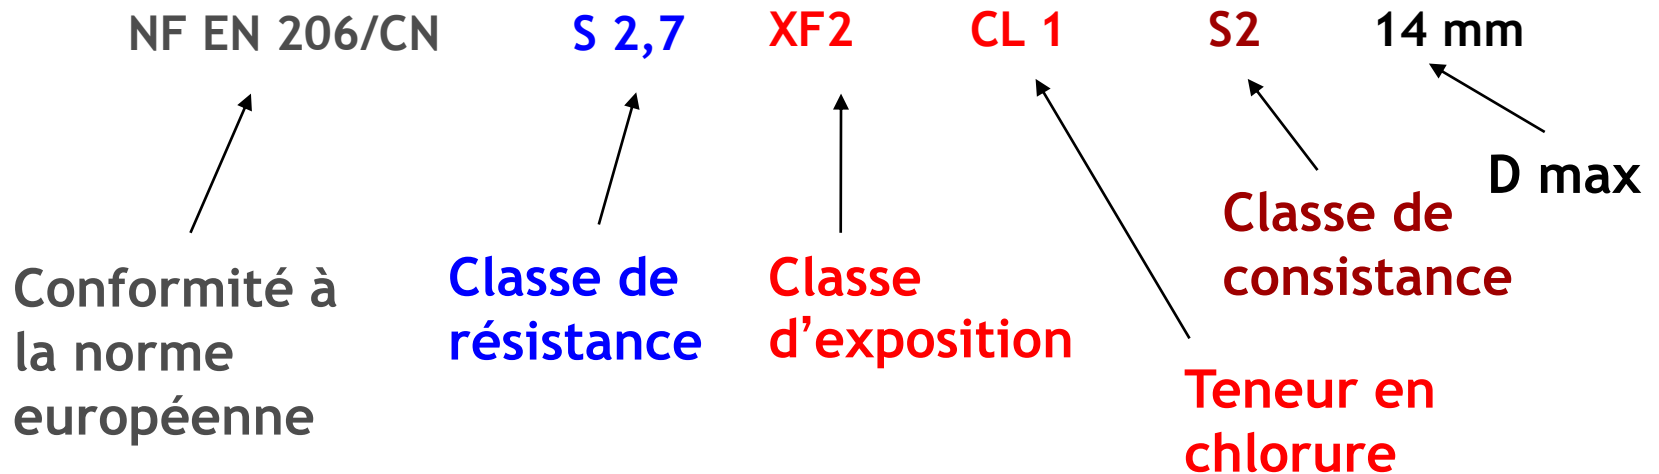 NF EN 206/CN S 2,7 XF2 CL 1 S2 14 mm
D max
Classe de
consistance
Conformité à
la norme
européenne
Classe de
résistance
Classe
d’exposition
Teneur en
chlorure